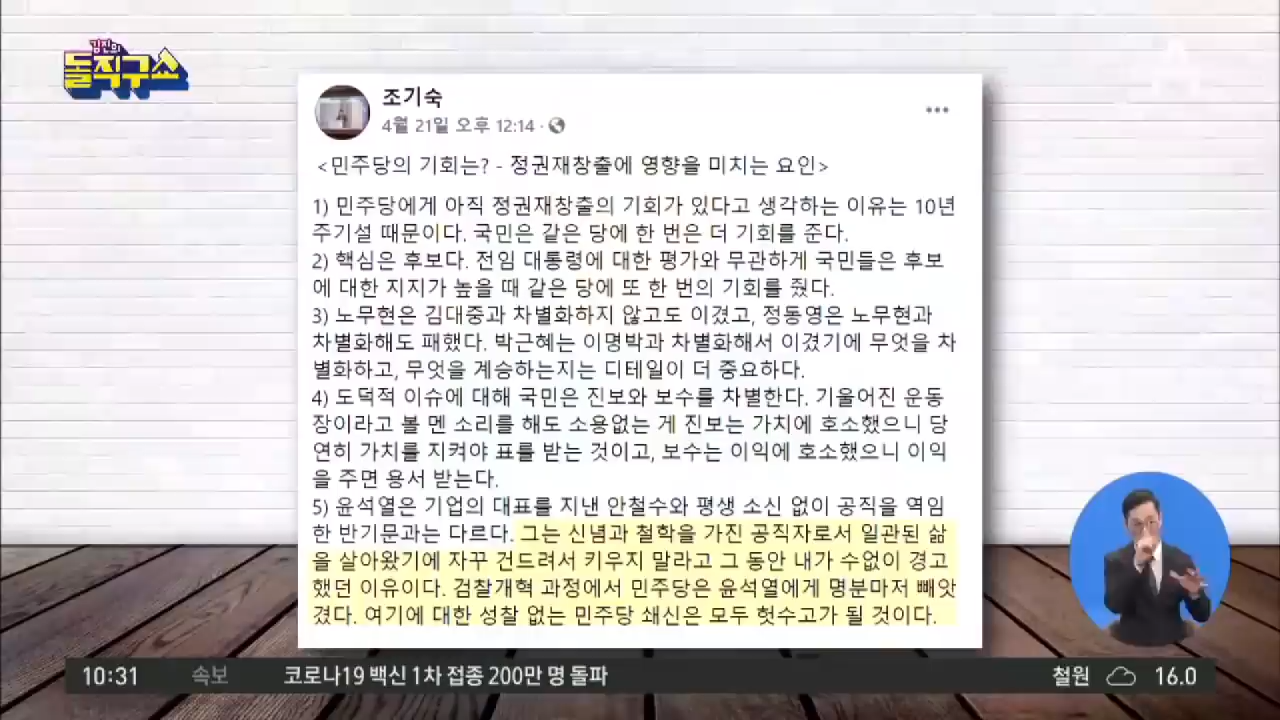 김진의
돌직구쇼
조기숙
4월 21일 오후 12:14 ·
<민주당의 기회는? - 정권재창출에 영향을 미치는 요인>
1) 민주당에게 아직 정권재창출의 기회가 있다고 생각하는 이유는 10년
주기설 때문이다. 국민은 같은 당에 한 번은 더 기회를 준다.
2) 핵심은 후보다. 전임 대통령에 대한 평가와 무관하게 국민들은 후보
에 대한 지지가 높을 때 같은 당에 또 한 번의 기회를 줬다.
3) 노무현은 김대중과 차별화하지 않고도 이겼고, 정동영은 노무현과
차별화해도 패했다. 박근혜는 이명박과 차별화해서 이겼기에 무엇을 차
별화하고, 무엇을 계승하는지는 디테일이 더 중요하다.
4) 도덕적 이슈에 대해 국민은 진보와 보수를 차별한다. 기울어진 운동
장이라고 볼 멘 소리를 해도 소용없는 게 진보는 가치에 호소했으니 당
연히 가치를 지켜야 표를 받는 것이고, 보수는 이익에 호소했으니 이익
을 주면 용서 받는다.
5) 윤석열은 기업의 대표를 지낸 안철수와 평생 소신 없이 공직을 역임
한 반기문과는 다르다. 그는 신념과 철학을 가진 공직자로서 일관된 삶
을 살아왔기에 자꾸 건드려서 키우지 말라고 그 동안 내가 수없이 경고
했던 이유이다. 검찰개혁 과정에서 민주당은 윤석열에게 명분마저 빼앗
겼다. 여기에 대한 성찰 없는 민주당 쇄신은 모두 헛수고가 될 것이다.
10:31 속보 코로나19 백신 1차 접종 200만 명 돌파 철원 16.0